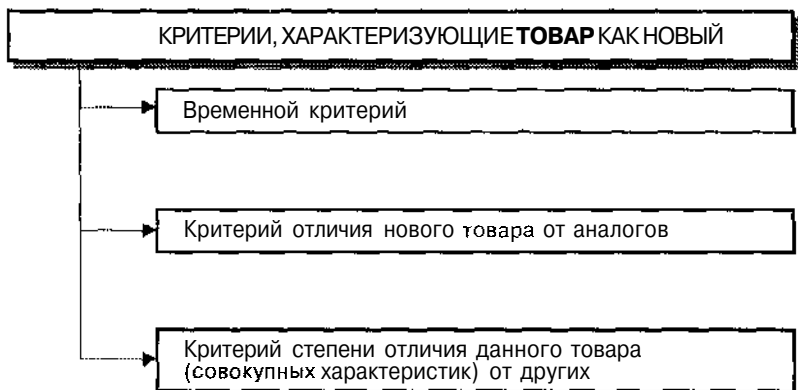 КРИТЕРИИ, ХАРАКТЕРИЗУЮЩИЕ ТОВАР КАК НОВЫЙ
Временной критерий
Критерий отличия нового товара от аналогов
Критерий степени отличия данного товара
(совокупных характеристик) от других